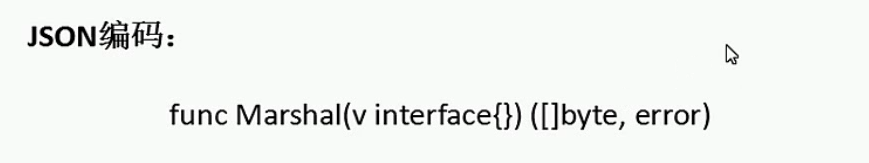 JSON编码：
func Marshal(v interface{}) ([]byte, error)